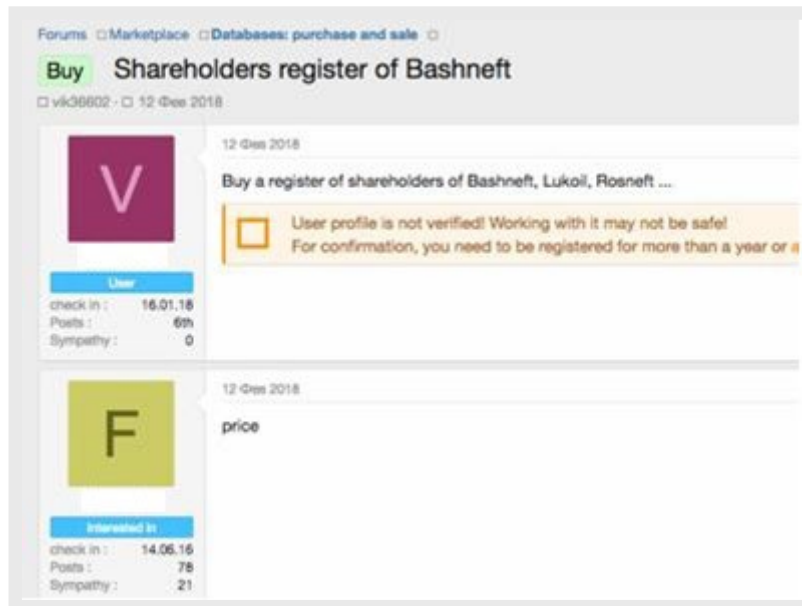 Forums Marketplace Databases: purchase and sale
Buy Shareholders register of Bashneft
vik36602 - 12 Фев 2018
12 Фев 2018
V
Buy a register of shareholders of Bashneft, Lukoil, Rosneft ...
User profile is not verified! Working with it may not be safe!
For confirmation, you need to be registered for more than a year or
User
check in : 16.01.18
Posts : 6th
Sympathy : 0
12 Фев 2018
F
price
Interested in
check in : 14.06.16
Posts : 78
Sympathy : 21